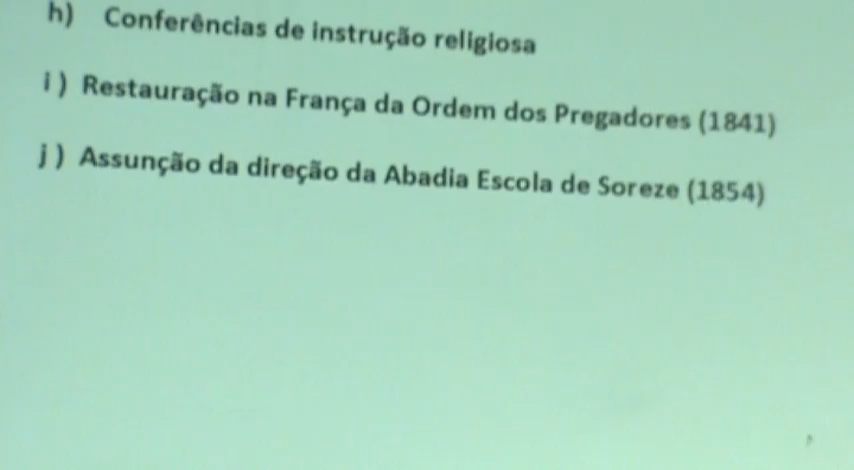 h) Conferências de instrução religiosa
i ) Restauração na França da Ordem dos Pregadores (1841)
j ) Assunção da direção da Abadia Escola de Soreze (1854)